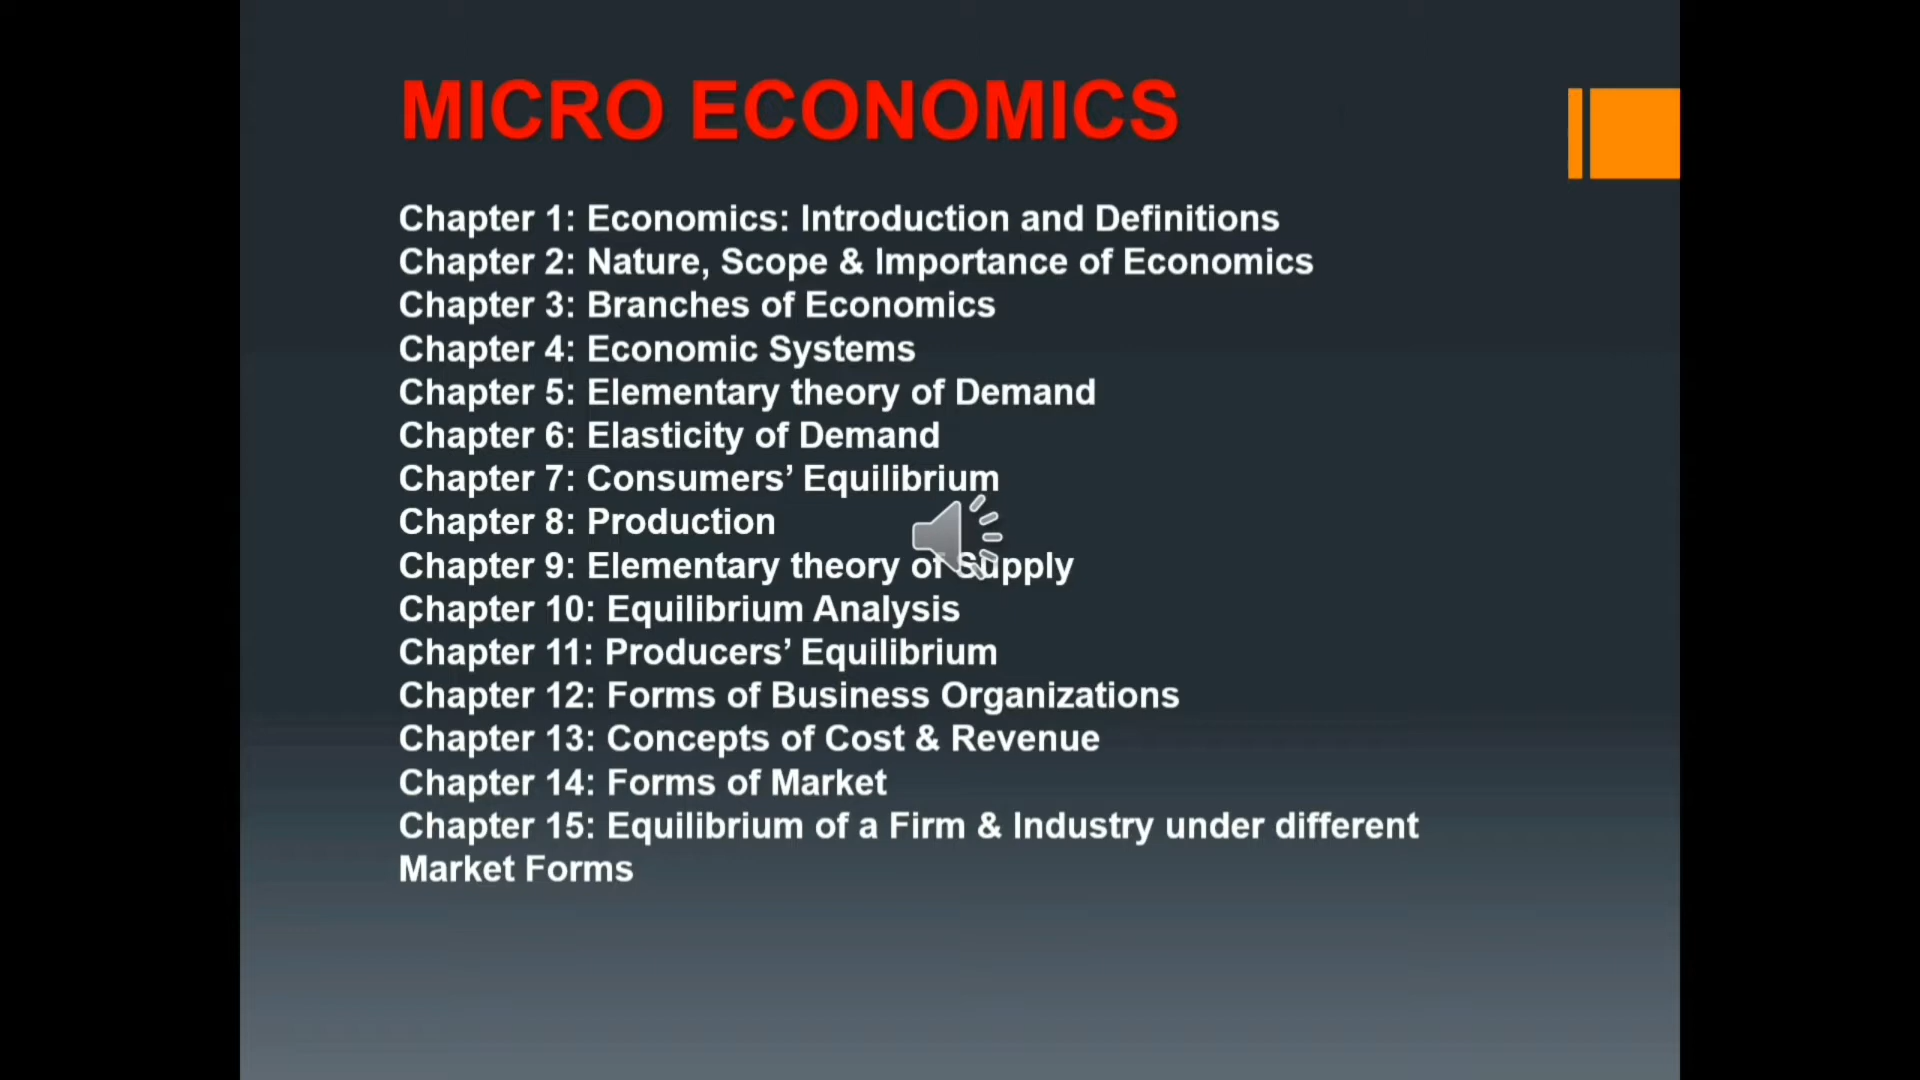 MICRO ECONOMICS
Chapter 1: Economics: Introduction and Definitions
Chapter 2: Nature, Scope & Importance of Economics
Chapter 3: Branches of Economics
Chapter 4: Economic Systems
Chapter 5: Elementary theory of Demand
Chapter 6: Elasticity of Demand
Chapter 7: Consumers’ Equilibrium
Chapter 8: Production
Chapter 9: Elementary theory of Supply
Chapter 10: Equilibrium Analysis
Chapter 11: Producers’ Equilibrium
Chapter 12: Forms of Business Organizations
Chapter 13: Concepts of Cost & Revenue
Chapter 14: Forms of Market
Chapter 15: Equilibrium of a Firm & Industry under different
Market Forms